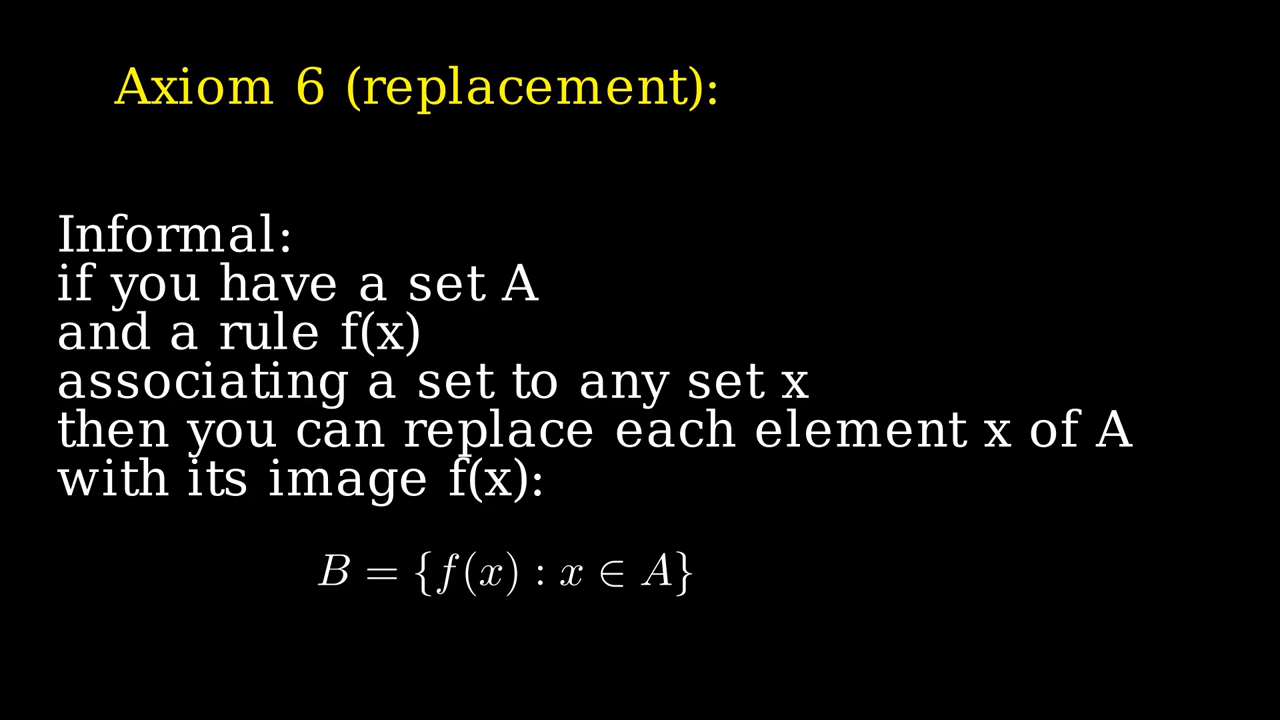 Axiom 6 (replacement):
Informal:
if you have a set A
and a rule f(x)
associating a set to any set x
then you can replace each element x of A
with its image f(x):
B = {f(x) : x ∈ A}